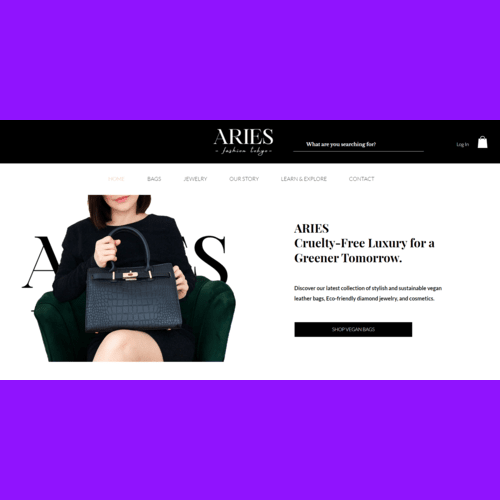 ARIES
- fashion tokyo -
What are you searching for?
Log In
HOME
BAGS
JEWELRY
OUR STORY
LEARN & EXPLORE
CONTACT
ARIES
ARIES
Cruelty-Free Luxury for a
Greener Tomorrow.
Discover our latest collection of stylish and sustainable vegan
leather bags, Eco-friendly diamond jewelry, and cosmetics.
SHOP VEGAN BAGS